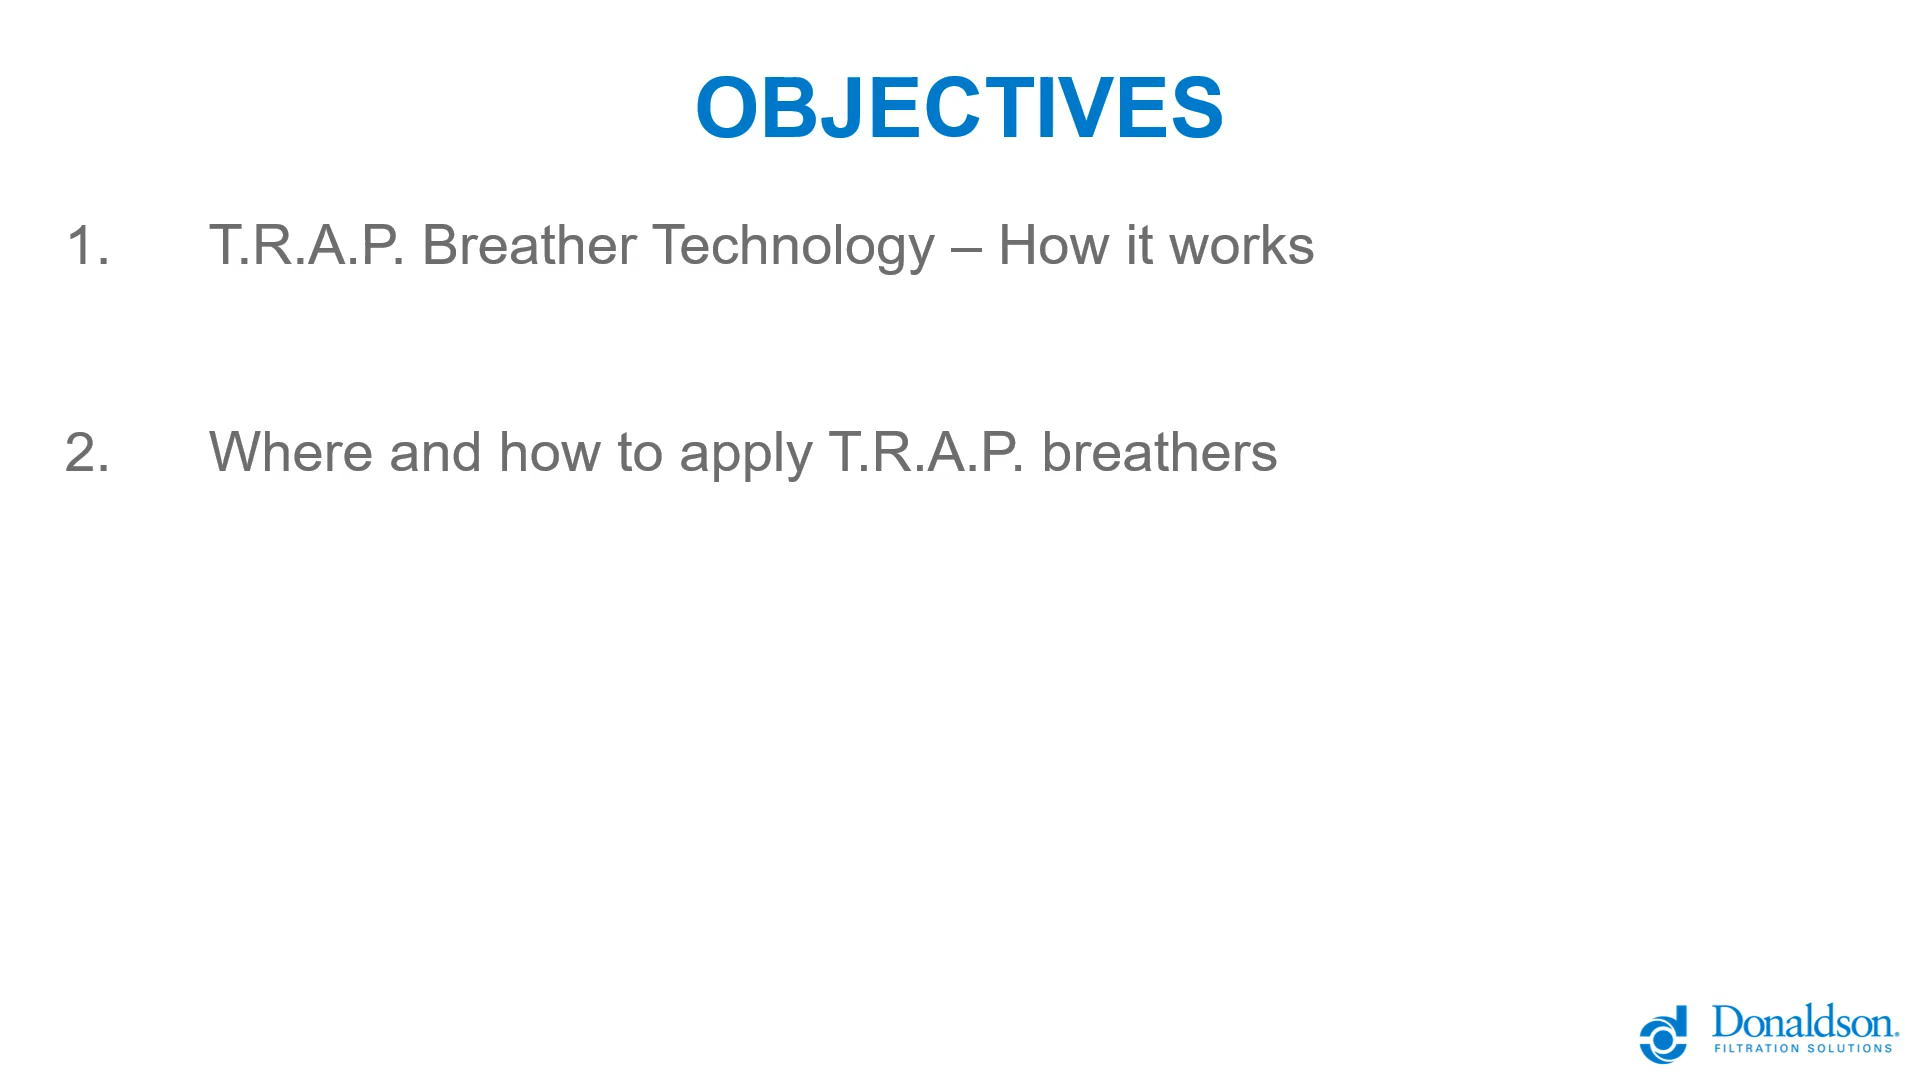 OBJECTIVES
1. T.R.A.P. Breather Technology – How it works
2. Where and how to apply T.R.A.P. breathers
Donaldson.
FILTRATION SOLUTIONS